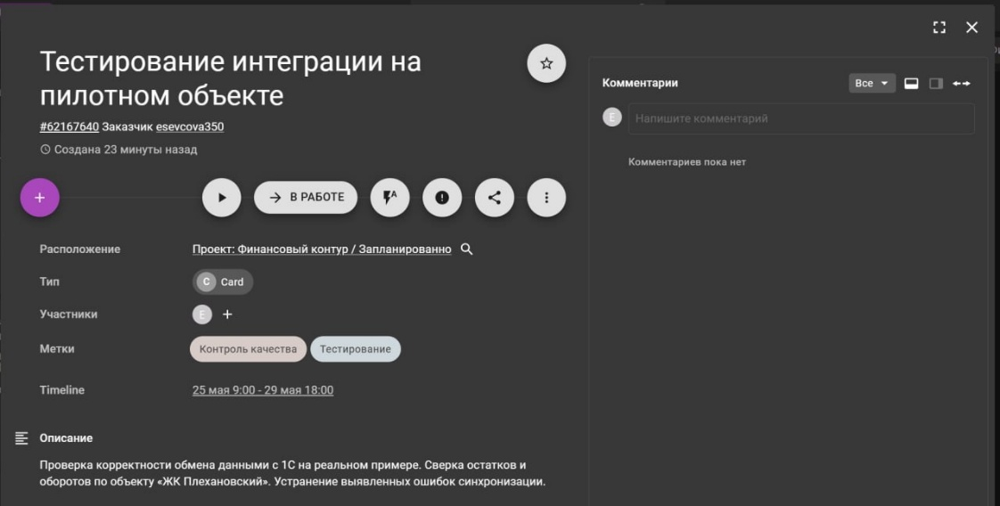 Тестирование интеграции на
пилотном объекте
#62167640 Заказчик esevcova350
Создана 23 минуты назад
В РАБОТЕ
Расположение
Проект: Финансовый контур / Запланированно
Тип
C Card
Участники
E
Метки
Контроль качества Тестирование
Timeline
25 мая 9:00 - 29 мая 18:00
Описание
Проверка корректности обмена данными с 1С на реальном примере. Сверка остатков и
оборотов по объекту «ЖК Плехановский». Устранение выявленных ошибок синхронизации.
Комментарии
Все
E
Напишите комментарий
Комментариев пока нет